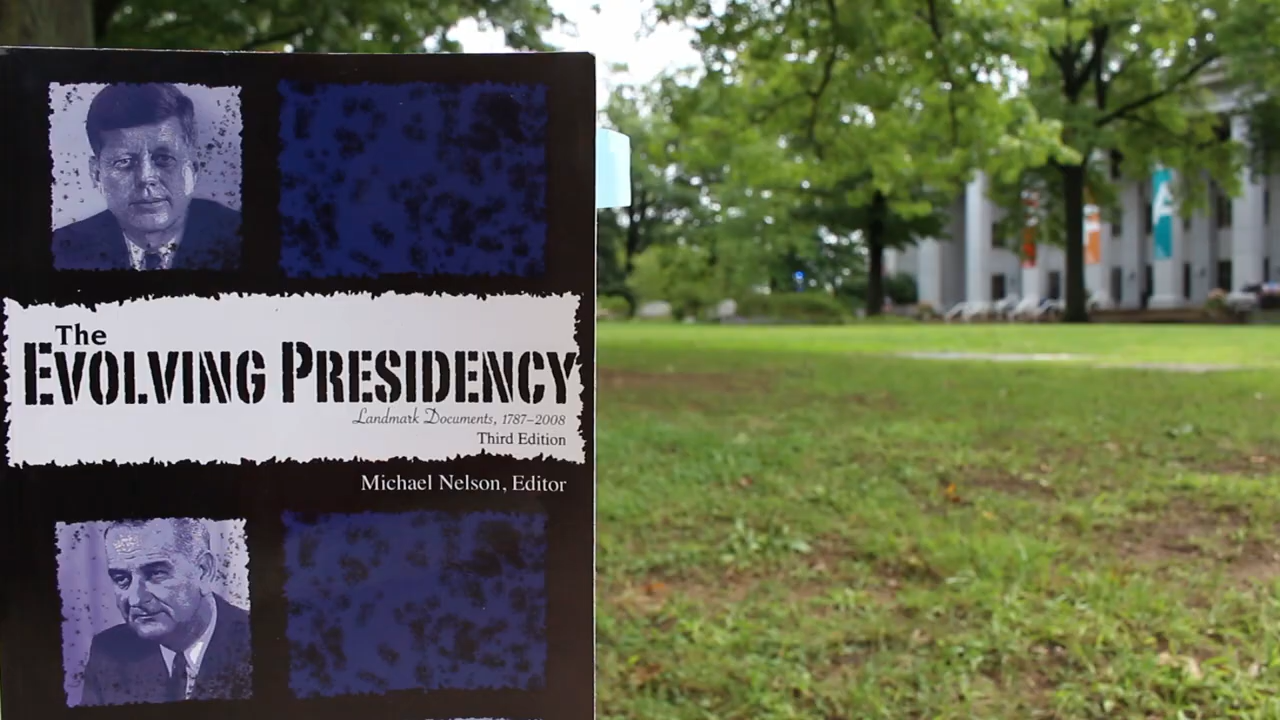 The
EVOLVING PRESIDENCY
Landmark Documents, 1787–2008
Third Edition
Michael Nelson, Editor